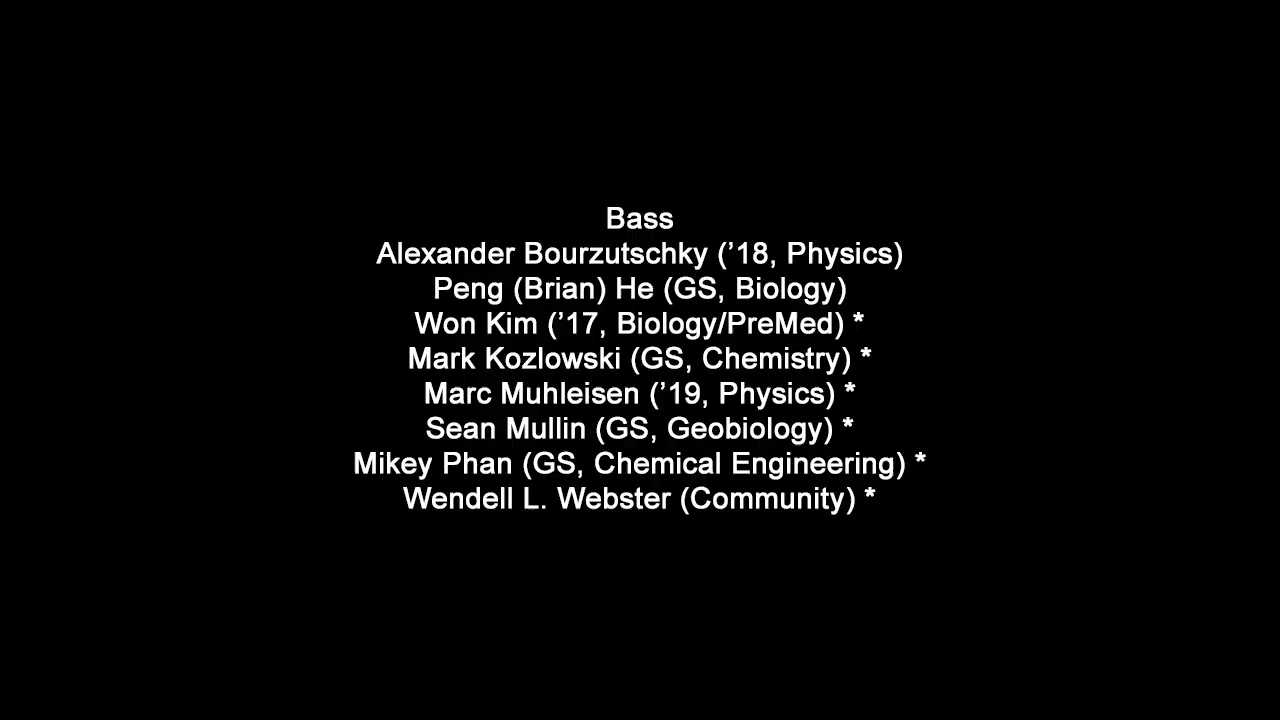 Bass
Alexander Bourzutschky (’18, Physics)
Peng (Brian) He (GS, Biology)
Won Kim (’17, Biology/PreMed) *
Mark Kozlowski (GS, Chemistry) *
Marc Muhleisen (’19, Physics) *
Sean Mullin (GS, Geobiology) *
Mikey Phan (GS, Chemical Engineering) *
Wendell L. Webster (Community) *